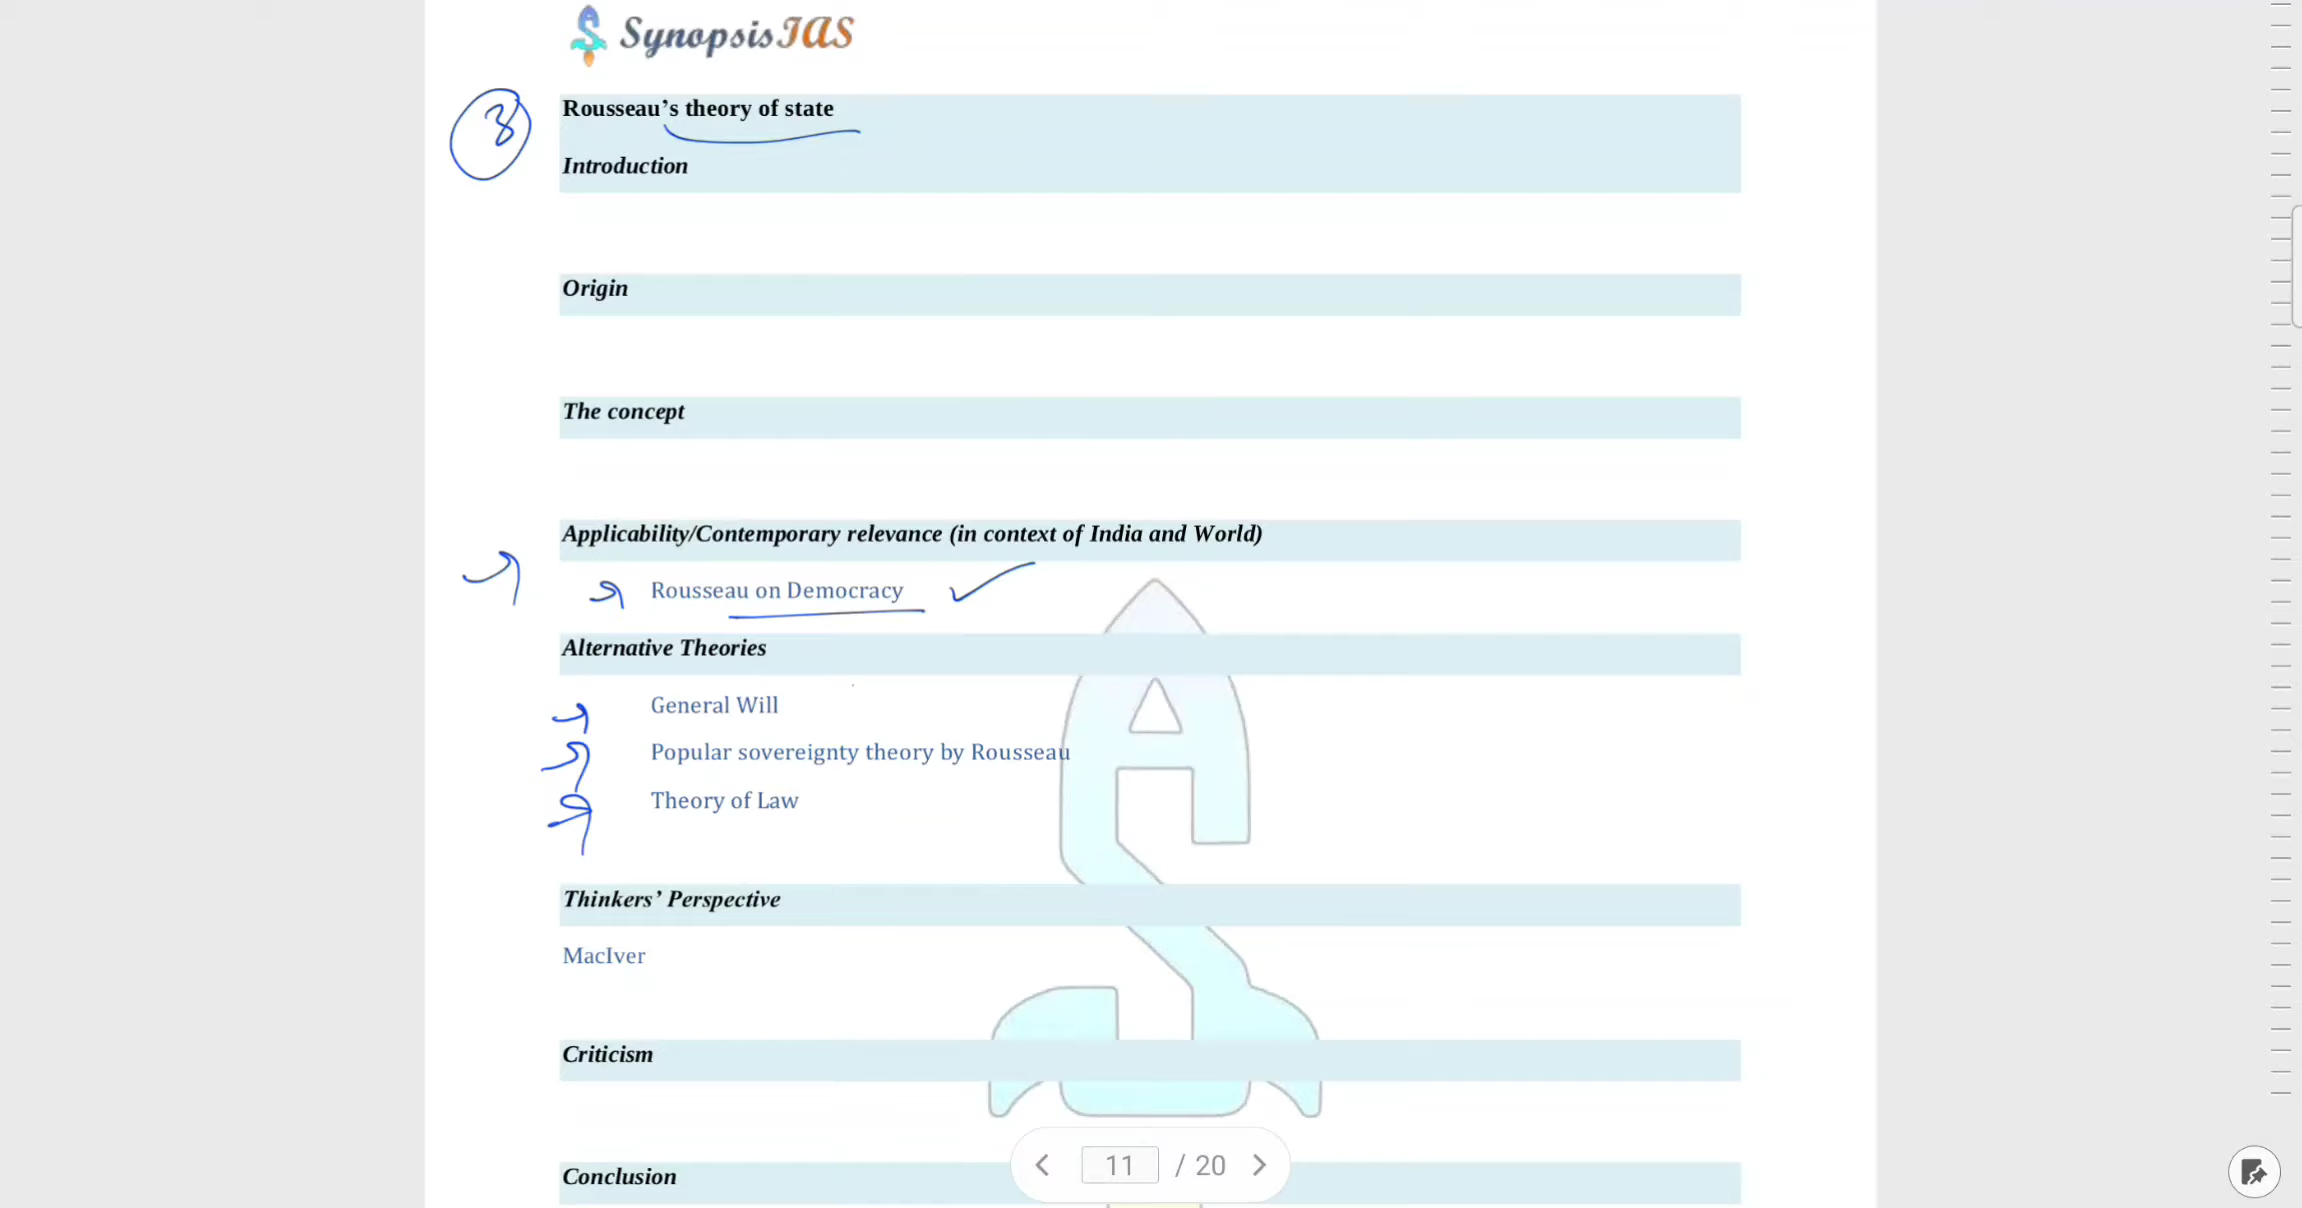 SynopsisIAS
3
Rousseau’s theory of state
Introduction
Origin
The concept
Applicability/Contemporary relevance (in context of India and World)
Rousseau on Democracy
Alternative Theories
General Will
Popular sovereignty theory by Rousseau
Theory of Law
Thinkers’ Perspective
MacIver
Criticism
Conclusion
11 / 20